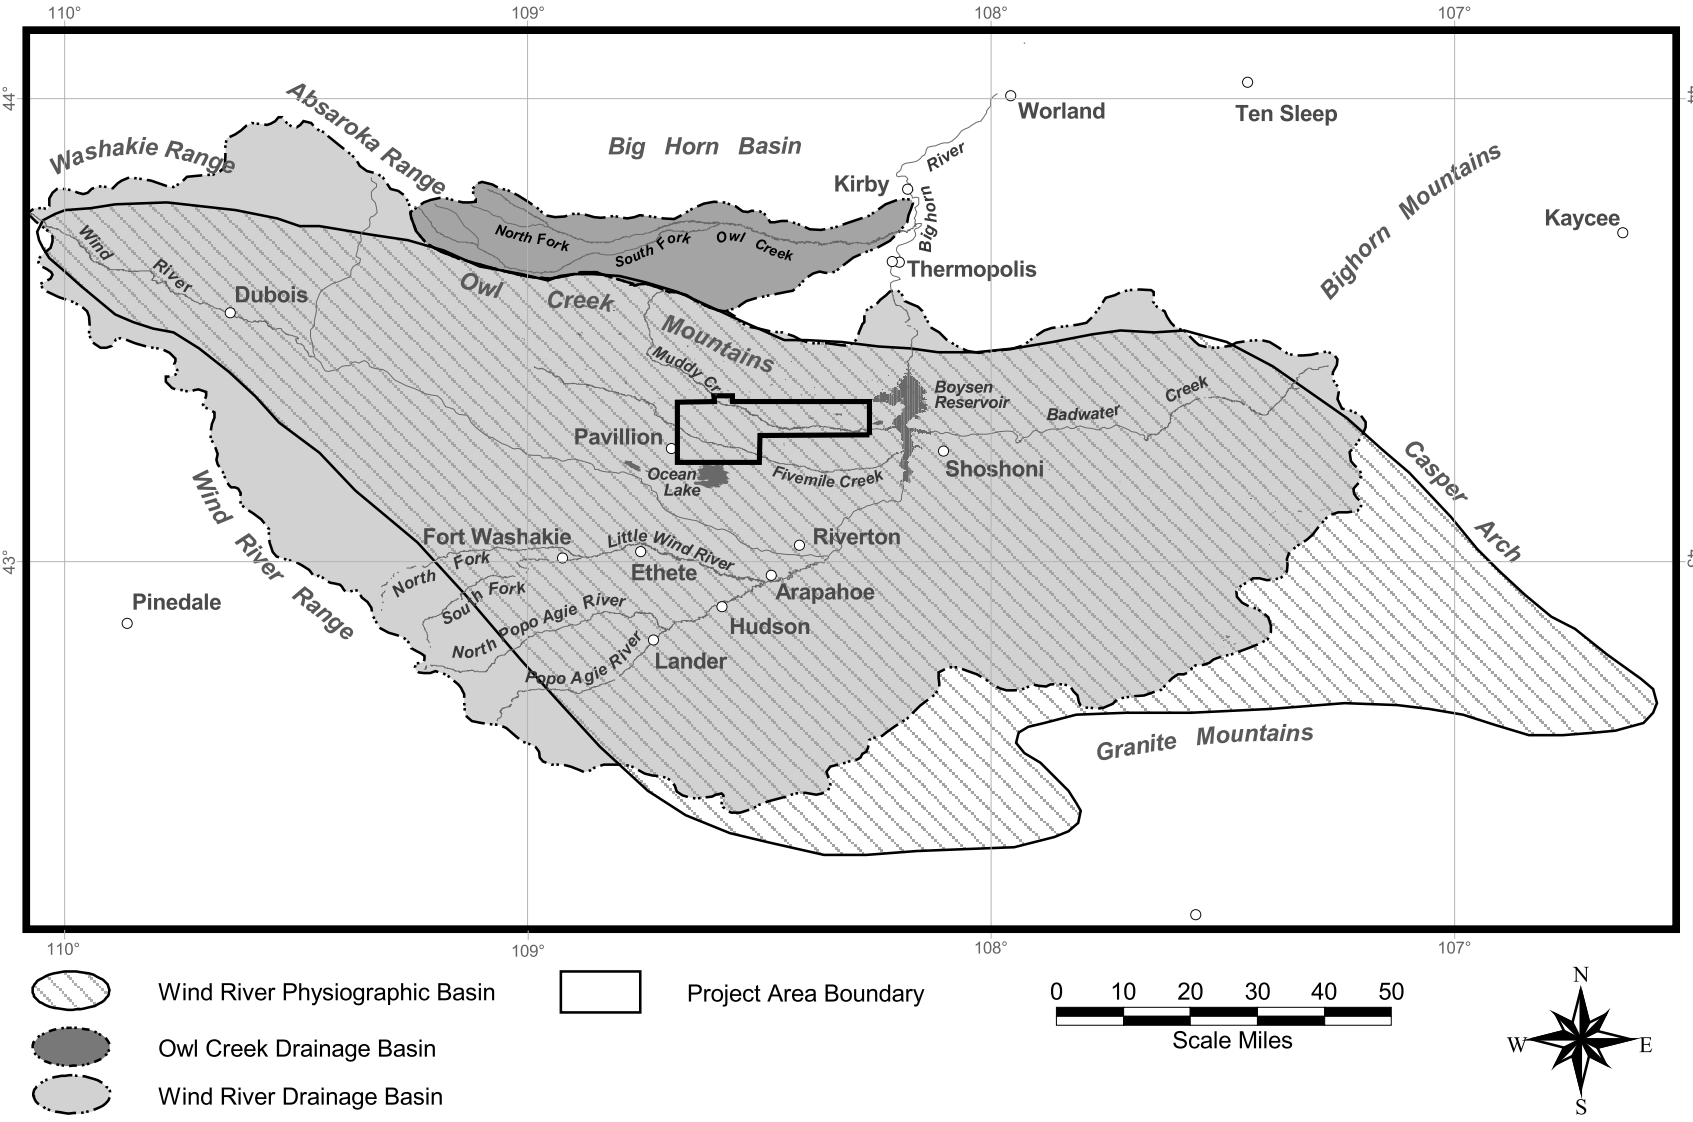 110°
109°
108°
107°
44°
Worland
Ten Sleep
Absaroka Range
Washakie Range
Big Horn Basin
River
Bighorn Mountains
Kirby
Bighorn
Kaycee
North Fork
South Fork
Owl Creek
Wind River
Thermopolis
Dubois
Owl Creek Mountains
Muddy Cr
Boysen
Reservoir
Badwater Creek
Pavillion
Ocean
Lake
Fivemile Creek
Shoshoni
Casper Arch
Wind River Range
Fort Washakie
Little Wind River
Riverton
43°
North Fork
Ethete
Arapahoe
South Fork
Pinedale
North Popo Agie River
Hudson
Popo Agie River
Lander
Granite Mountains
110°
109°
108°
107°
Wind River Physiographic Basin
Project Area Boundary
Owl Creek Drainage Basin
Wind River Drainage Basin
0 10 20 30 40 50
Scale Miles
N
W
E
S